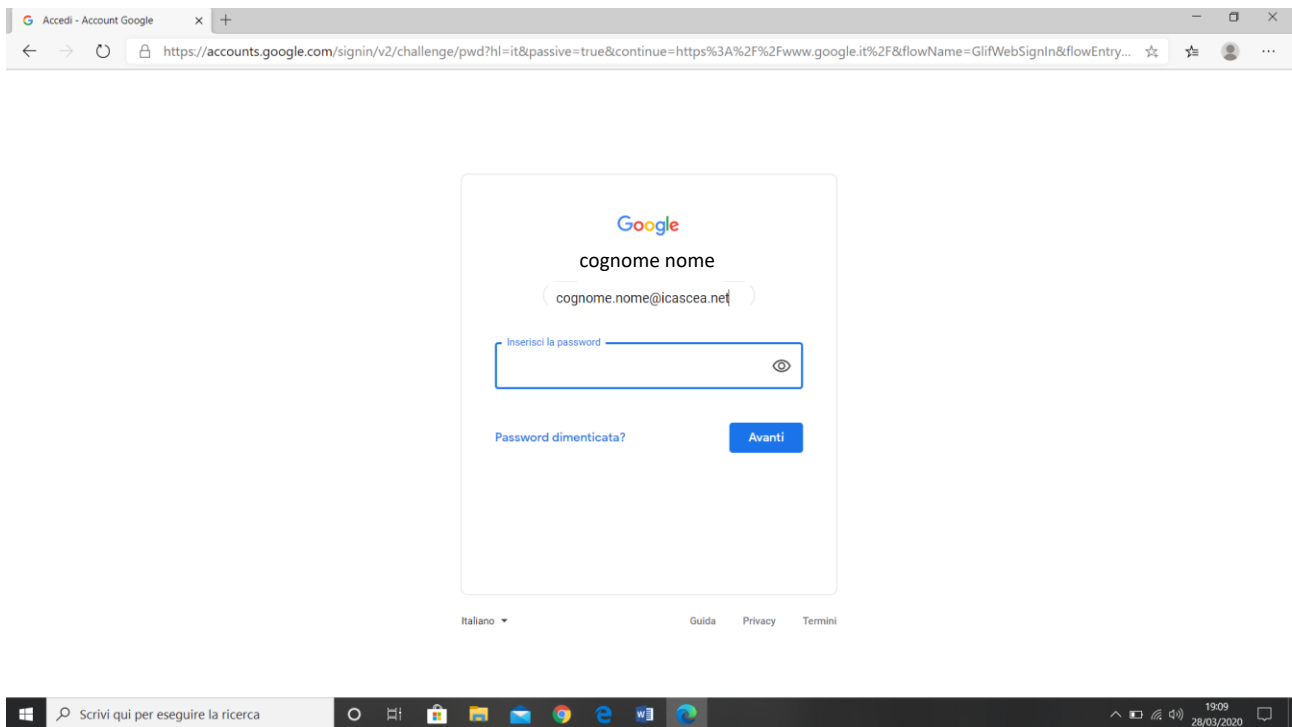 Accedi - Account Google
https://accounts.google.com/signin/v2/challenge/pwd?hl=it&passive=true&continue=https%3A%2F%2Fwww.google.it%2F&flowName=GlifWebSignIn&flowEntry...
Google
cognome nome
cognome.nome@icascea.net
Inserisci la password
Password dimenticata?
Avanti
Italiano
Guida
Privacy
Termini
Scrivi qui per eseguire la ricerca
19:09
28/03/2020